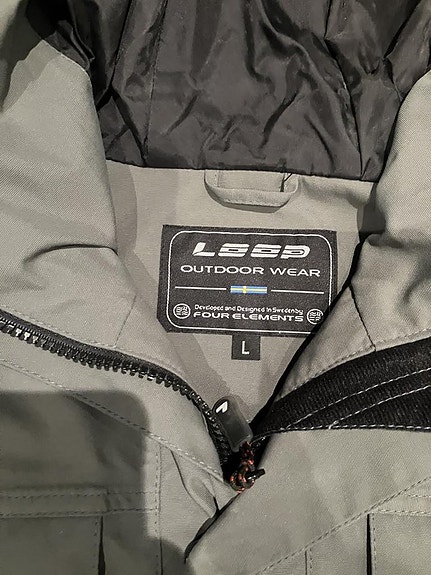 LOOP
OUTDOOR WEAR
Developed and Designed in Sweden by
FOUR ELEMENTS
L